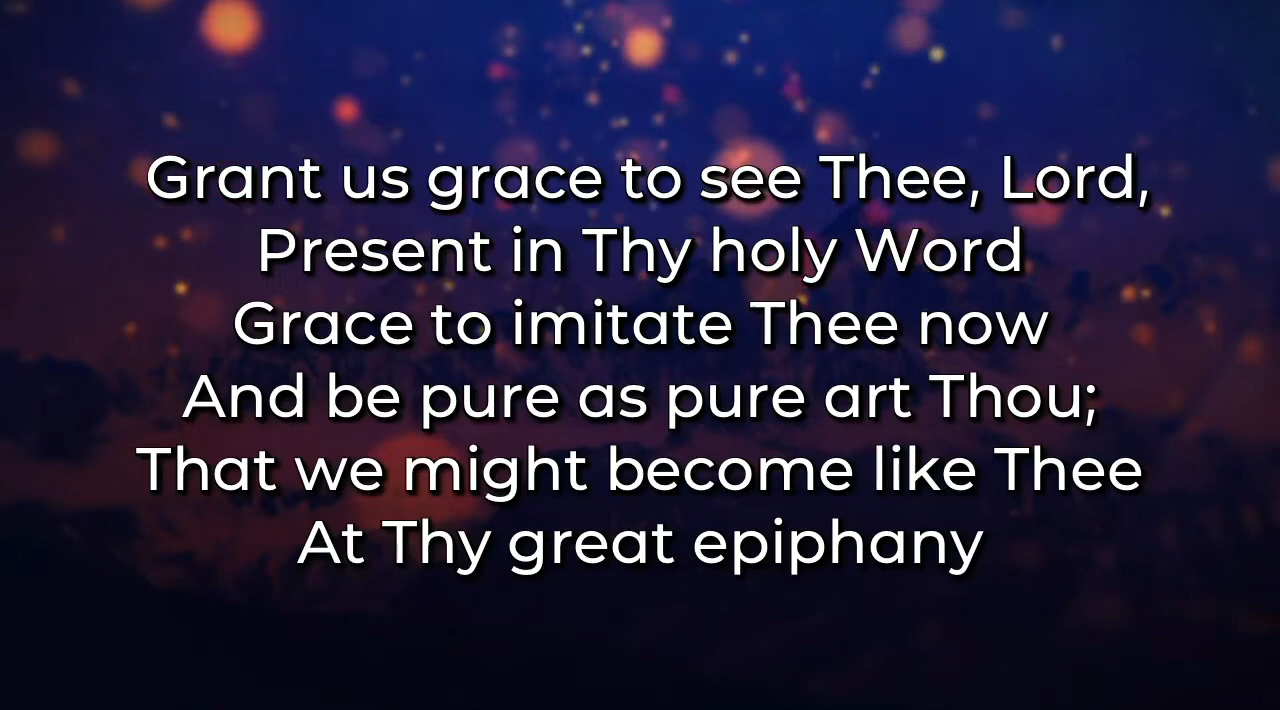 Grant us grace to see Thee, Lord,
Present in Thy holy Word
Grace to imitate Thee now
And be pure as pure art Thou;
That we might become like Thee
At Thy great epiphany